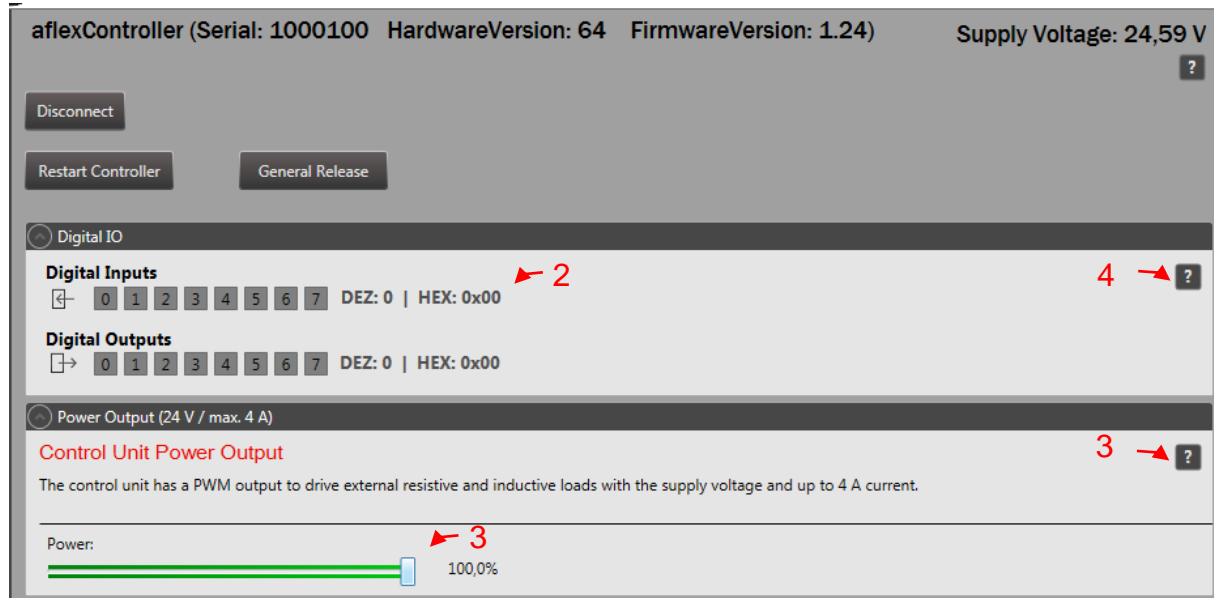 aflexController (Serial: 1000100 HardwareVersion: 64 FirmwareVersion: 1.24) Supply Voltage: 24,59 V
?
Disconnect
Restart Controller General Release
Digital IO
Digital Inputs 2 4 ?
0 1 2 3 4 5 6 7 DEZ: 0 | HEX: 0x00
Digital Outputs
0 1 2 3 4 5 6 7 DEZ: 0 | HEX: 0x00
Power Output (24 V / max. 4 A)
Control Unit Power Output 3 ?
The control unit has a PWM output to drive external resistive and inductive loads with the supply voltage and up to 4 A current.
Power: 3
100,0%